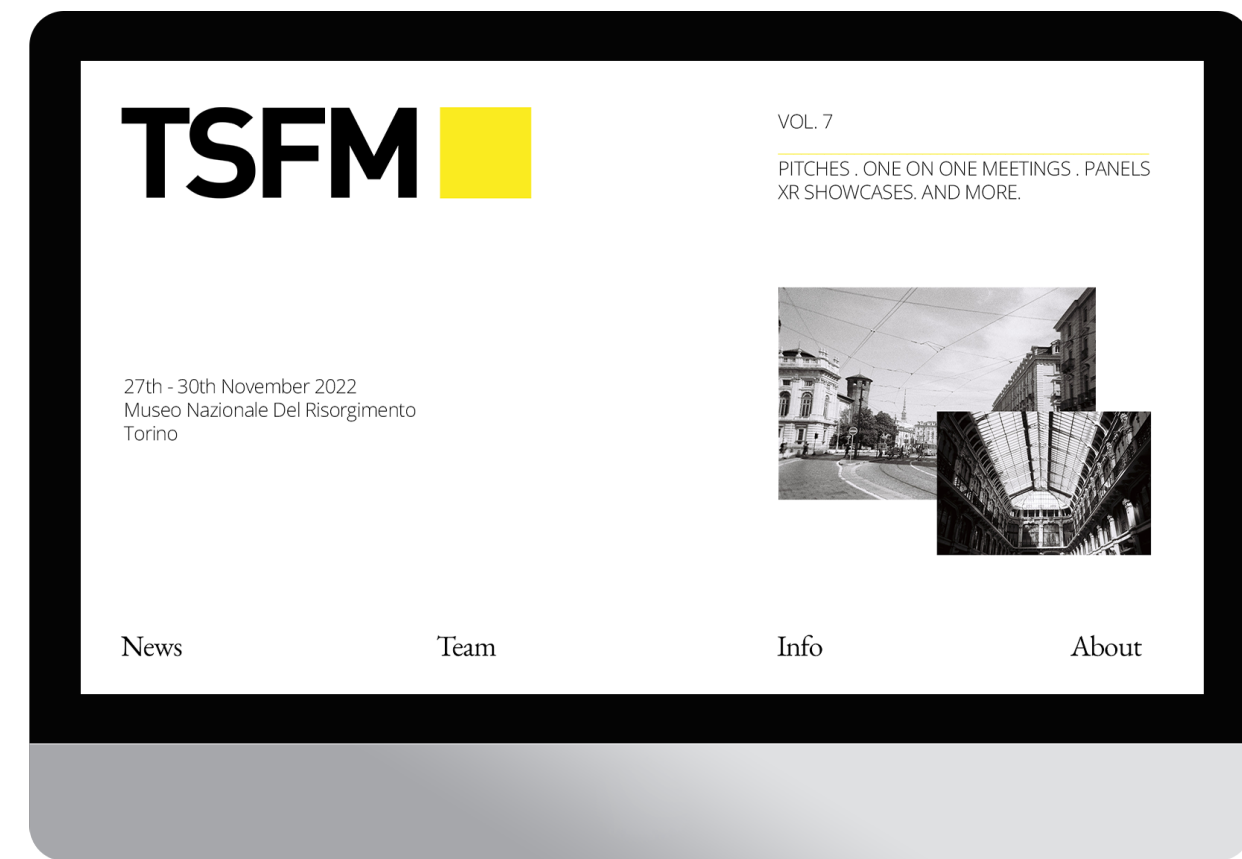 TSFM
VOL. 7
PITCHES . ONE ON ONE MEETINGS . PANELS
XR SHOWCASES. AND MORE.
27th - 30th November 2022
Museo Nazionale Del Risorgimento
Torino
News
Team
Info
About